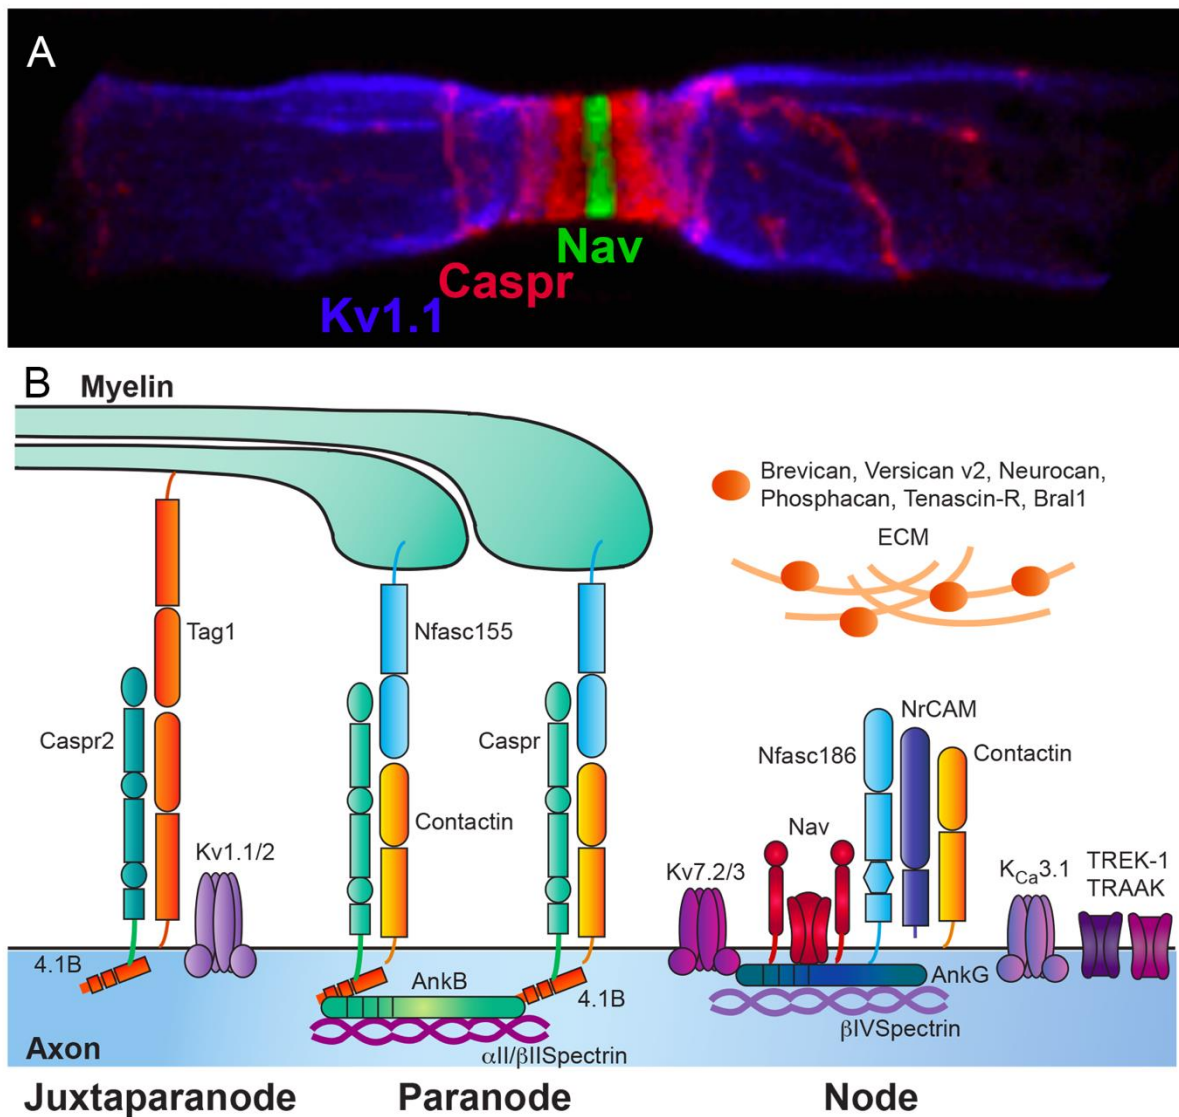 A
Nav
Caspr
Kv1.1
B
Myelin
Brevican, Versican v2, Neurocan,
Phosphacan, Tenascin-R, Bral1
ECM
Tag1
Nfasc155
Caspr2
Caspr
NrCAM
Nfasc186
Contactin
Contactin
Kv1.1/2
Nav
Kv7.2/3
KCa3.1
TREK-1
TRAAK
4.1B
AnkB
4.1B
AnkG
αII/βIISpectrin
βIVSpectrin
Axon
Juxtaparanode
Paranode
Node